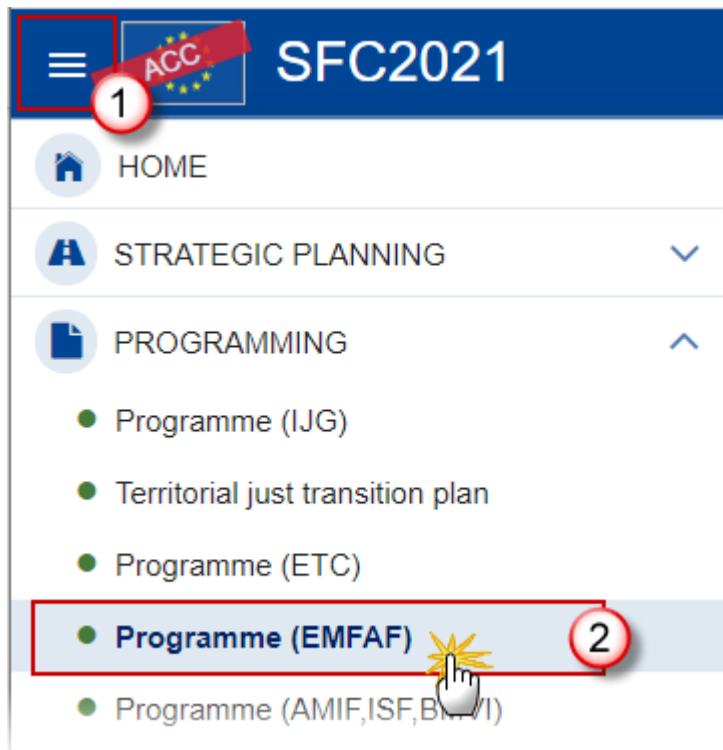 ACC
SFC2021
1
HOME
STRATEGIC PLANNING
PROGRAMMING
Programme (IJG)
Territorial just transition plan
Programme (ETC)
Programme (EMFAF)
2
Programme (AMIF,ISF,BMVI)